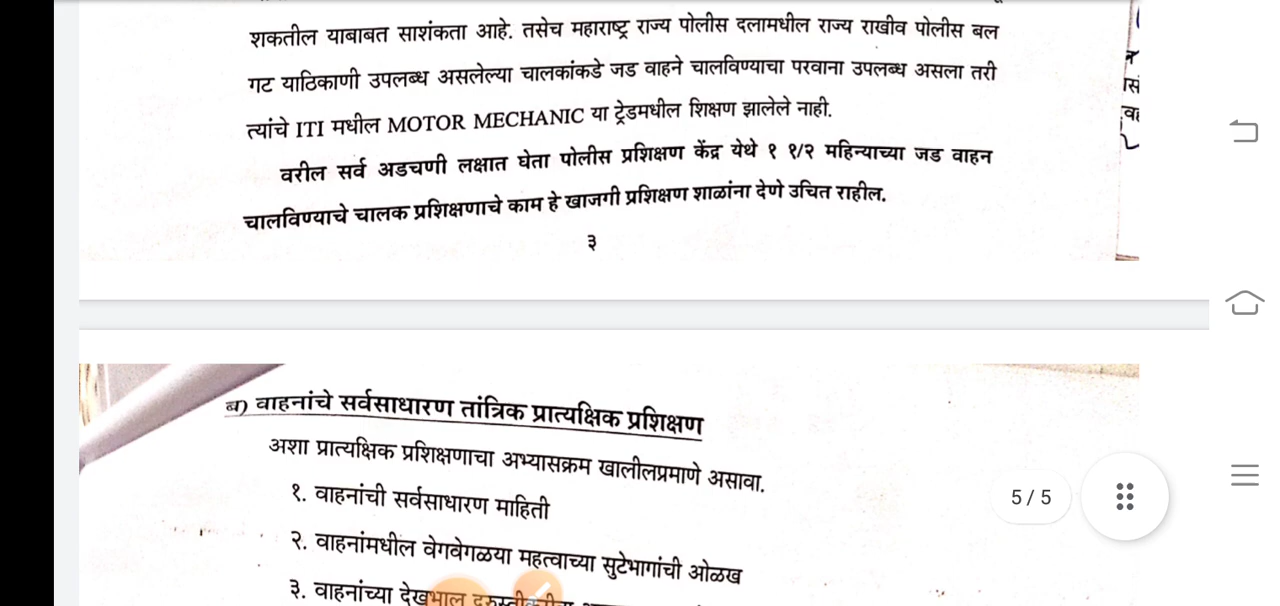 शकतील याबाबत साशंकता आहे. तसेच महाराष्ट्र राज्य पोलीस दलामधील राज्य राखीव पोलीस बल
गट याठिकाणी उपलब्ध असलेल्या चालकांकडे जड वाहने चालविण्याचा परवाना उपलब्ध असला तरी
त्यांचे ITI मधील MOTOR MECHANIC या ट्रेडमधील शिक्षण झालेले नाही.
वरील सर्व अडचणी लक्षात घेता पोलीस प्रशिक्षण केंद्र येथे १ १/२ महिन्याच्या जड वाहन
चालविण्याचे चालक प्रशिक्षणाचे काम हे खाजगी प्रशिक्षण शाळांना देणे उचित राहील.
३
ब) वाहनांचे सर्वसाधारण तांत्रिक प्रात्यक्षिक प्रशिक्षण
अशा प्रात्यक्षिक प्रशिक्षणाचा अभ्यासक्रम खालीलप्रमाणे असावा.
१. वाहनांची सर्वसाधारण माहिती
२. वाहनांमधील वेगवेगळया महत्वाच्या सुटेभागांची ओळख
३. वाहनांच्या देखभाल
5 / 5